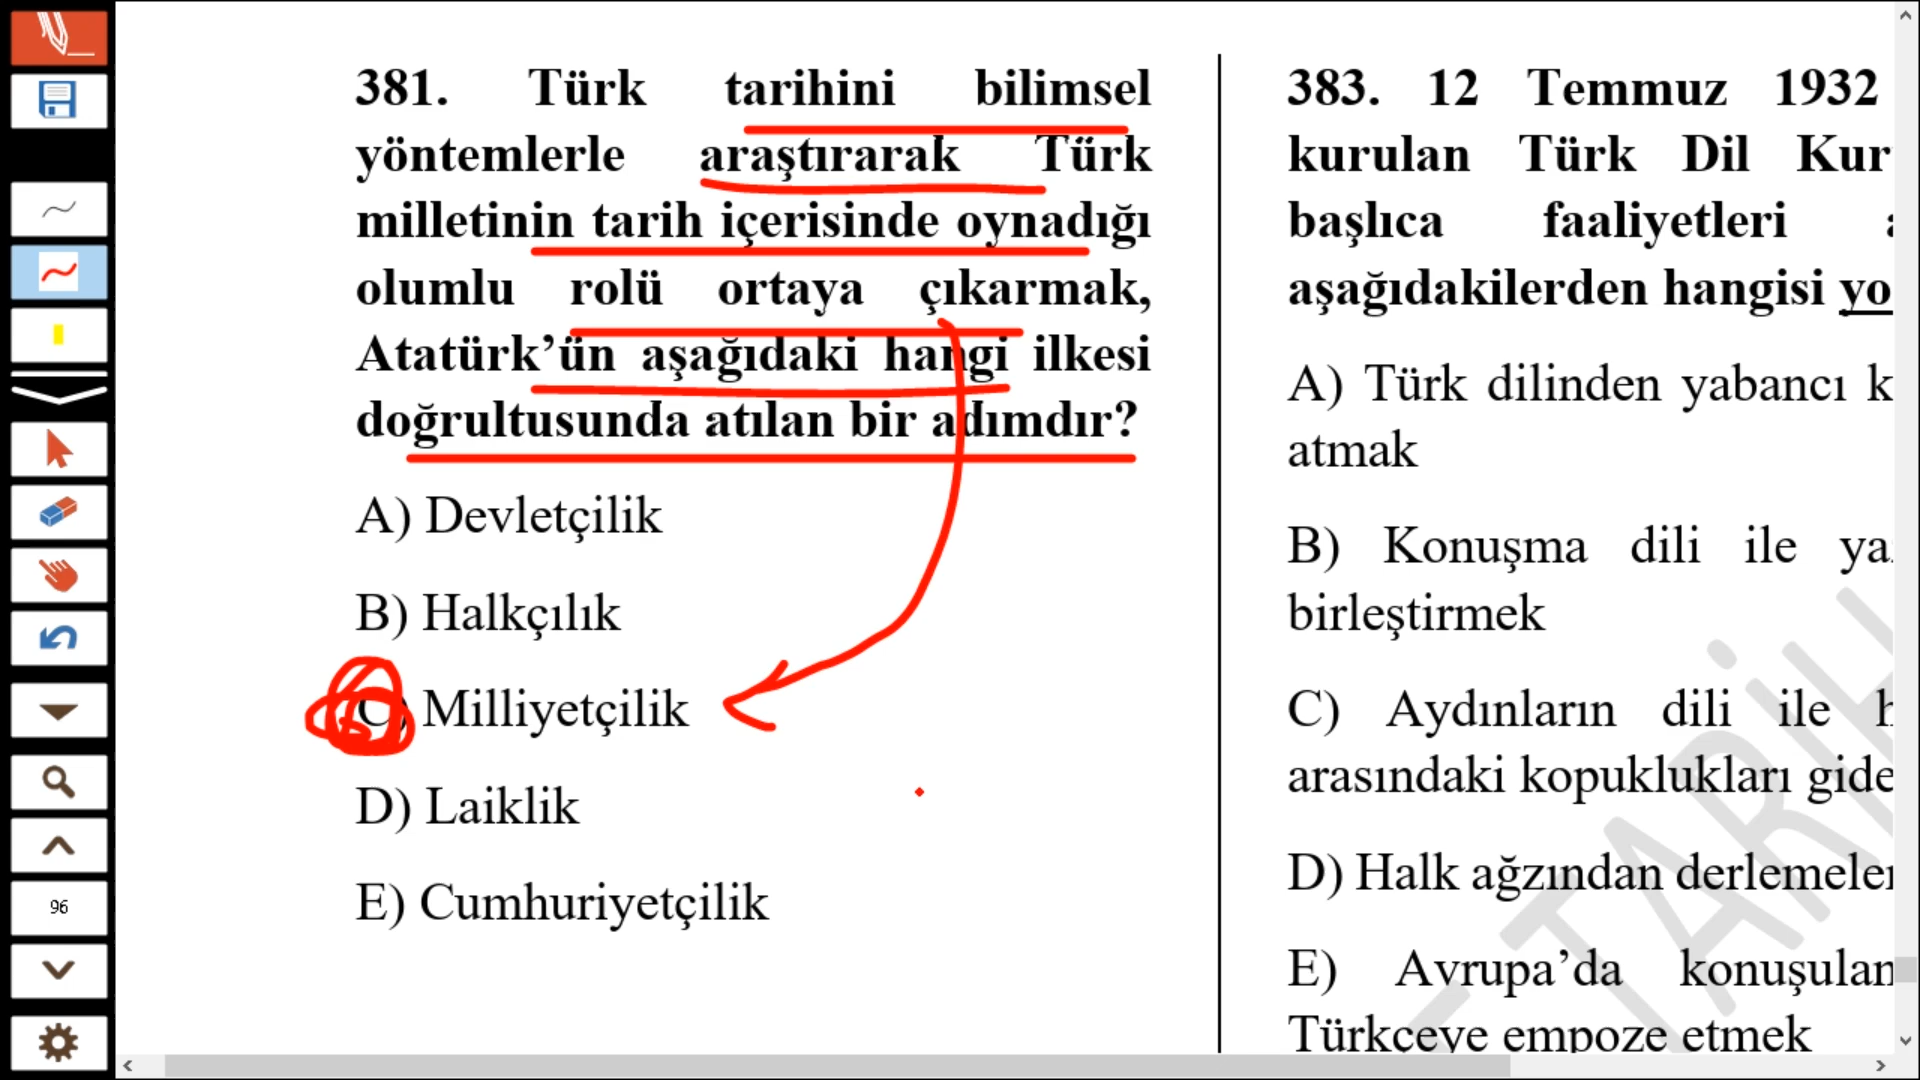 381. Türk tarihini bilimsel
yöntemlerle araştırarak Türk
milletinin tarih içerisinde oynadığı
olumlu rolü ortaya çıkarmak,
Atatürk’ün aşağıdaki hangi ilkesi
doğrultusunda atılan bir adımdır?
A) Devletçilik
B) Halkçılık
C) Milliyetçilik
D) Laiklik
E) Cumhuriyetçilik
383. 12 Temmuz 1932
kurulan Türk Dil Kur
başlıca faaliyetleri
aşağıdakilerden hangisi yo
A) Türk dilinden yabancı k
atmak
B) Konuşma dili ile ya
birleştirmek
C) Aydınların dili ile h
arasındaki kopuklukları gide
D) Halk ağzından derlemeler
E) Avrupa’da konuşulan
Türkçeye empoze etmek
TARİH
96